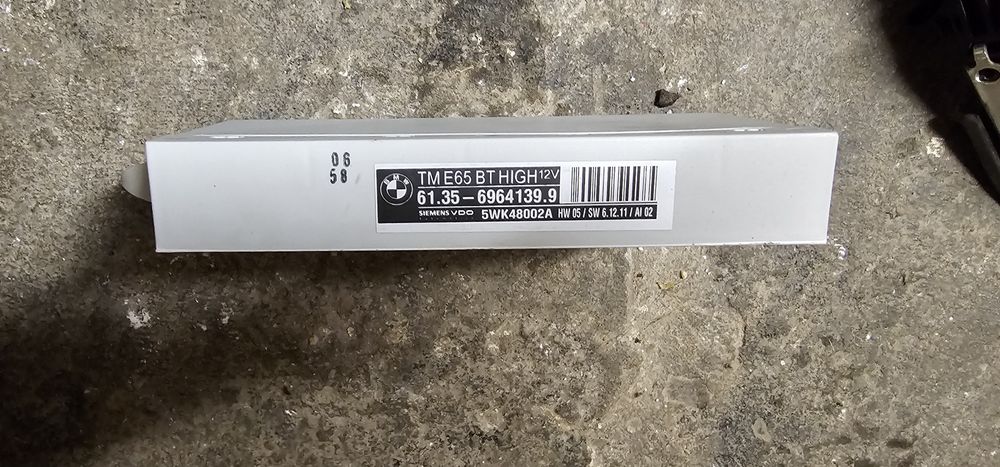 06
58
BMW
TM E65 BT HIGH 12V
61.35-6964139.9
SIEMENS VDO
5WK48002A HW 05 / SW 6.12.11 / AI 02